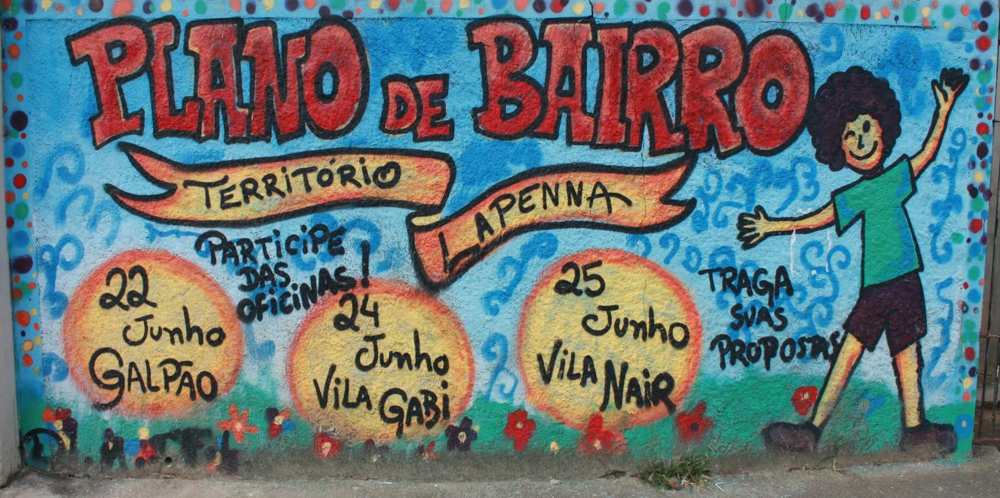 PLANO DE BAIRRO
TERRiTÓRiO LAPENNA
PARTiCiPE
DAS
OFiCiNAS!
22
Junho
GALPÃO
24
Junho
ViLA GABi
25
Junho
ViLA NAiR
TRAGA
SUAS
PROPOSTAS